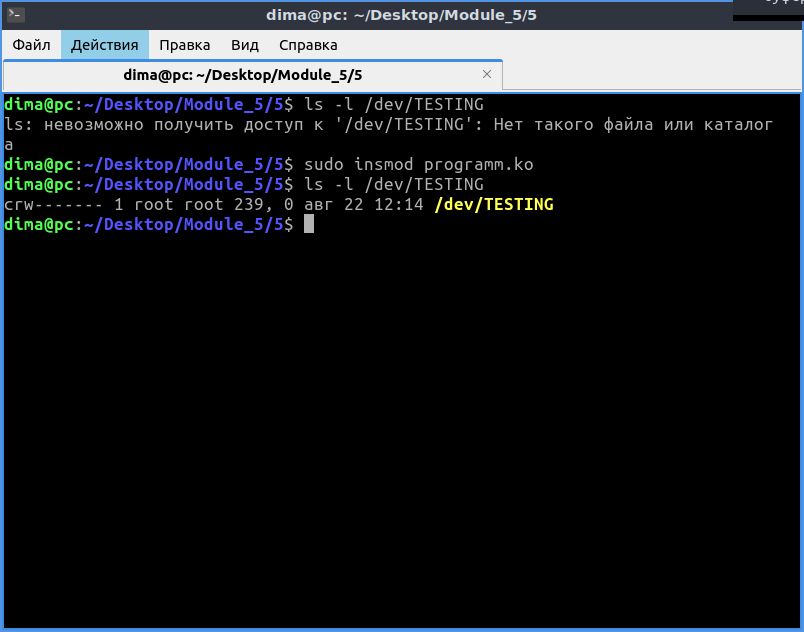 dima@pc: ~/Desktop/Module_5/5
Файл Действия Правка Вид Справка
dima@pc: ~/Desktop/Module_5/5
dima@pc:~/Desktop/Module_5/5$ ls -l /dev/TESTING
ls: невозможно получить доступ к '/dev/TESTING': Нет такого файла или каталог
а
dima@pc:~/Desktop/Module_5/5$ sudo insmod programm.ko
dima@pc:~/Desktop/Module_5/5$ ls -l /dev/TESTING
crw------- 1 root root 239, 0 авг 22 12:14 /dev/TESTING
dima@pc:~/Desktop/Module_5/5$